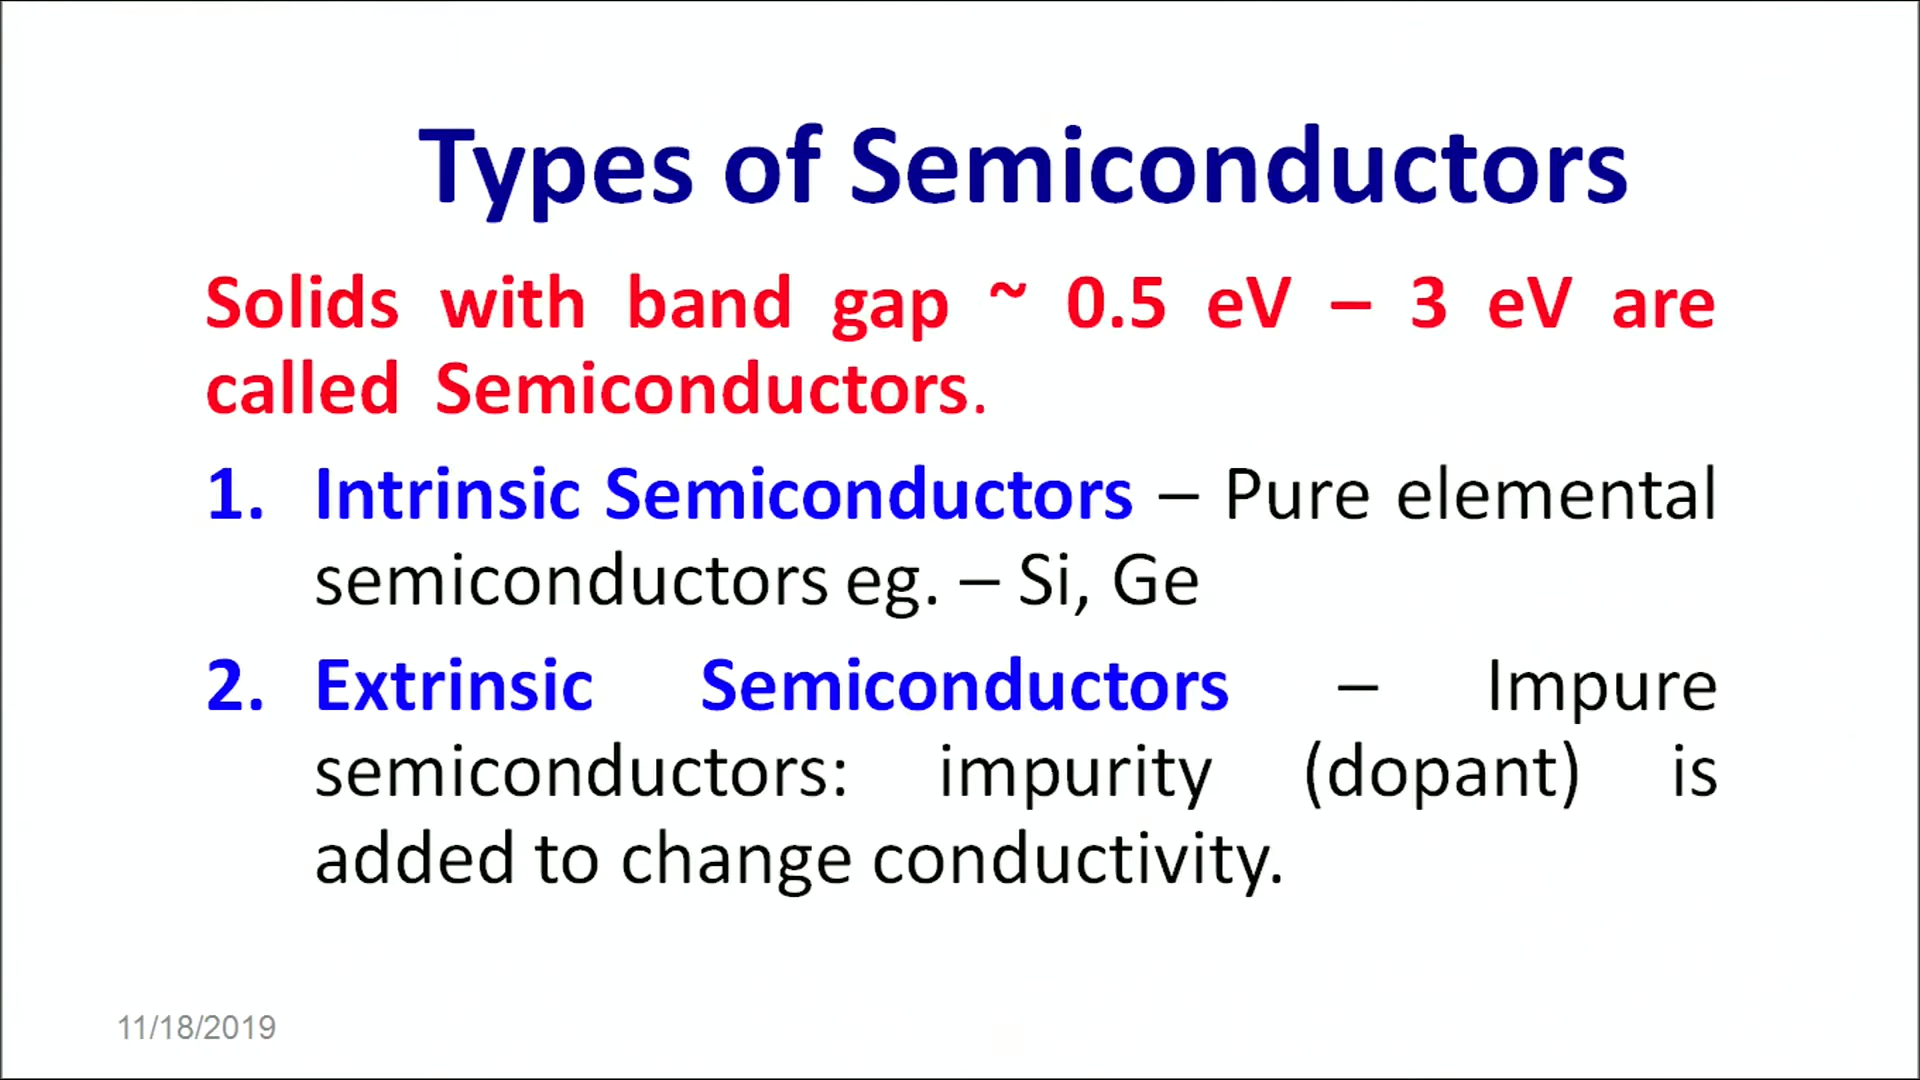 Types of Semiconductors
Solids with band gap ~ 0.5 eV – 3 eV are
called Semiconductors.
1. Intrinsic Semiconductors – Pure elemental
semiconductors eg. – Si, Ge
2. Extrinsic Semiconductors – Impure
semiconductors: impurity (dopant) is
added to change conductivity.
11/18/2019